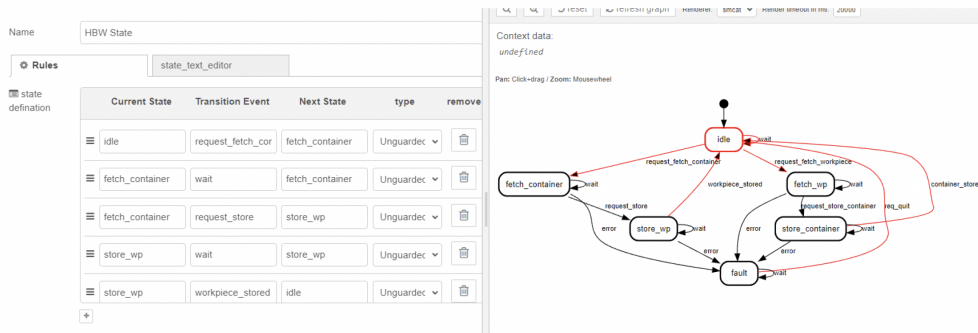 Name
HBW State
Rules
state_text_editor
state
defination
Current State Transition Event Next State type remove
idle request_fetch_cor fetch_container Unguardec
fetch_container wait fetch_container Unguardec
fetch_container request_store store_wp Unguardec
store_wp wait store_wp Unguardec
store_wp workpiece_stored idle Unguardec
+
reset refresh graph Renderer: smcat Render timeout in ms: 20000
Context data:
undefined
Pan: Click+drag / Zoom: Mousewheel
idle
wait
request_fetch_container
request_fetch_workpiece
fetch_container
wait
workpiece_stored
fetch_wp
wait
container_store
request_store
request_store_container
req_quit
store_wp
wait
store_container
wait
error
error
error
error
fault
wait